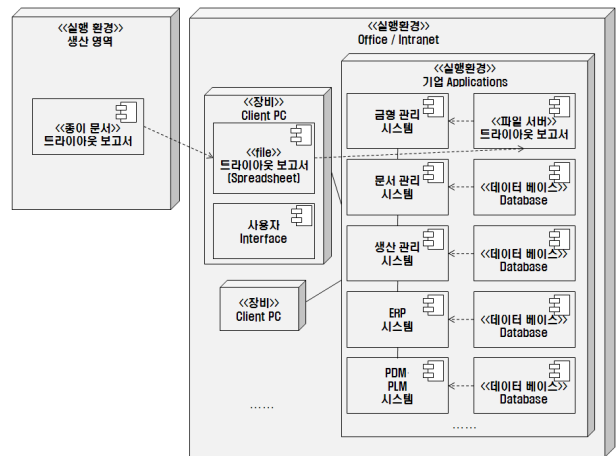 <<실행 환경>>
생산 영역
<<종이 문서>>
트라이아웃 보고서
<<실행환경>>
Office / Intranet
<<장비>>
Client PC
<<file>>
트라이아웃 보고서
(Spreadsheet)
사용자
Interface
<<장비>>
Client PC
......
<<실행환경>>
기업 Applications
금형 관리
시스템
<<파일 서버>>
트라이아웃 보고서
문서 관리
시스템
<<데이터 베이스>>
Database
생산 관리
시스템
<<데이터 베이스>>
Database
ERP
시스템
<<데이터 베이스>>
Database
PDM·
PLM
시스템
<<데이터 베이스>>
Database
......